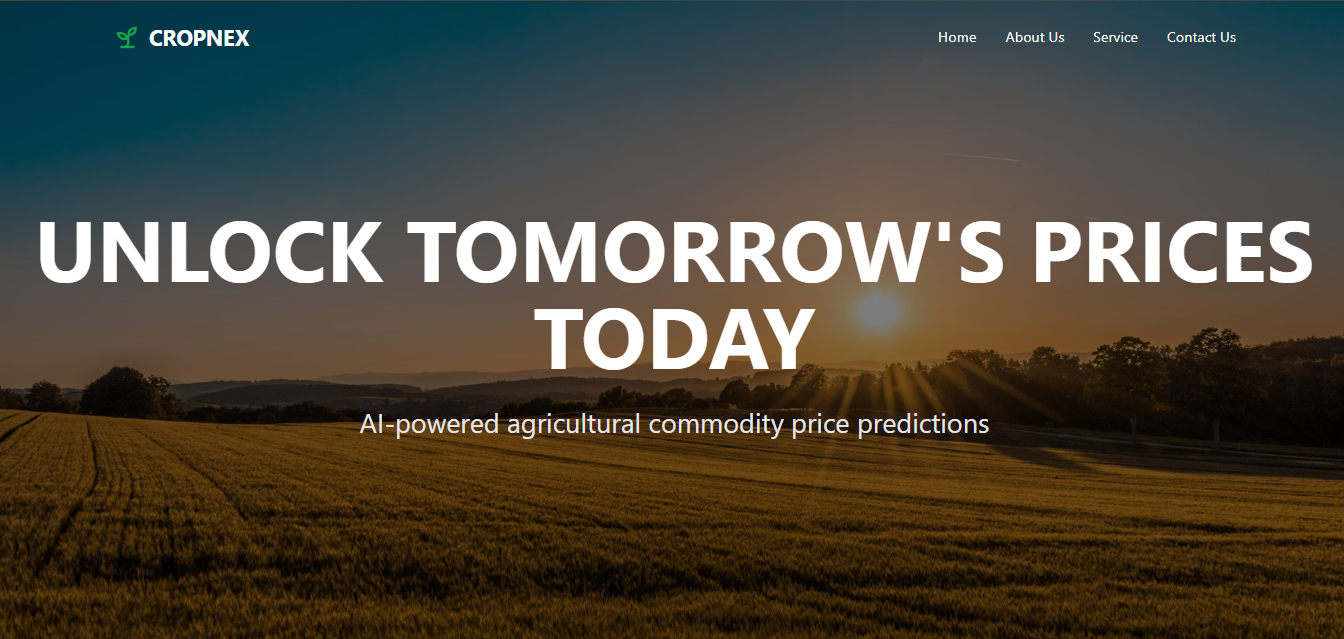 CROPNEX
Home
About Us
Service
Contact Us
UNLOCK TOMORROW'S PRICES
TODAY
AI-powered agricultural commodity price predictions